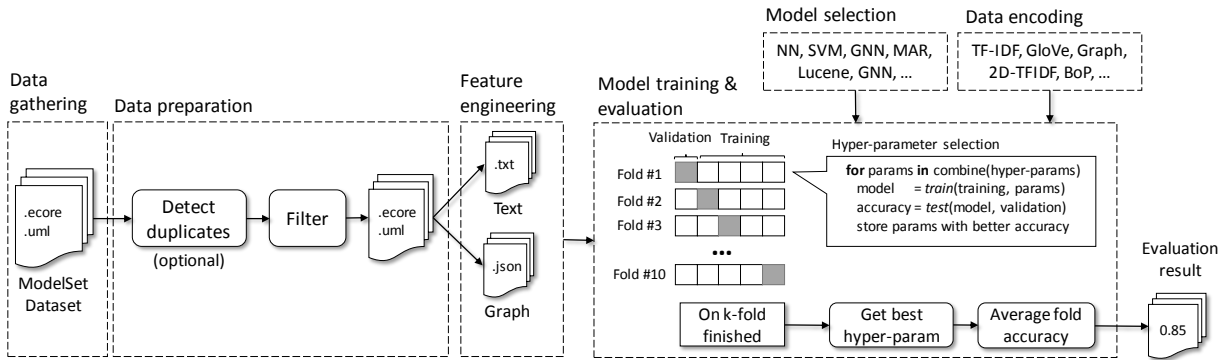 Data
gathering
.ecore
.uml
ModelSet
Dataset
Data preparation
Detect
duplicates
(optional)
Filter
.ecore
.uml
Feature
engineering
.txt
Text
.json
Graph
Model selection
NN, SVM, GNN, MAR,
Lucene, GNN, ...
Data encoding
TF-IDF, GloVe, Graph,
2D-TFIDF, BoP, ...
Model training &
evaluation
Validation Training
Fold #1
Fold #2
Fold #3
•••
Fold #10
Hyper-parameter selection
for params in combine(hyper-params)
model = train(training, params)
accuracy = test(model, validation)
store params with better accuracy
On k-fold
finished
Get best
hyper-param
Average fold
accuracy
Evaluation
result
0.85